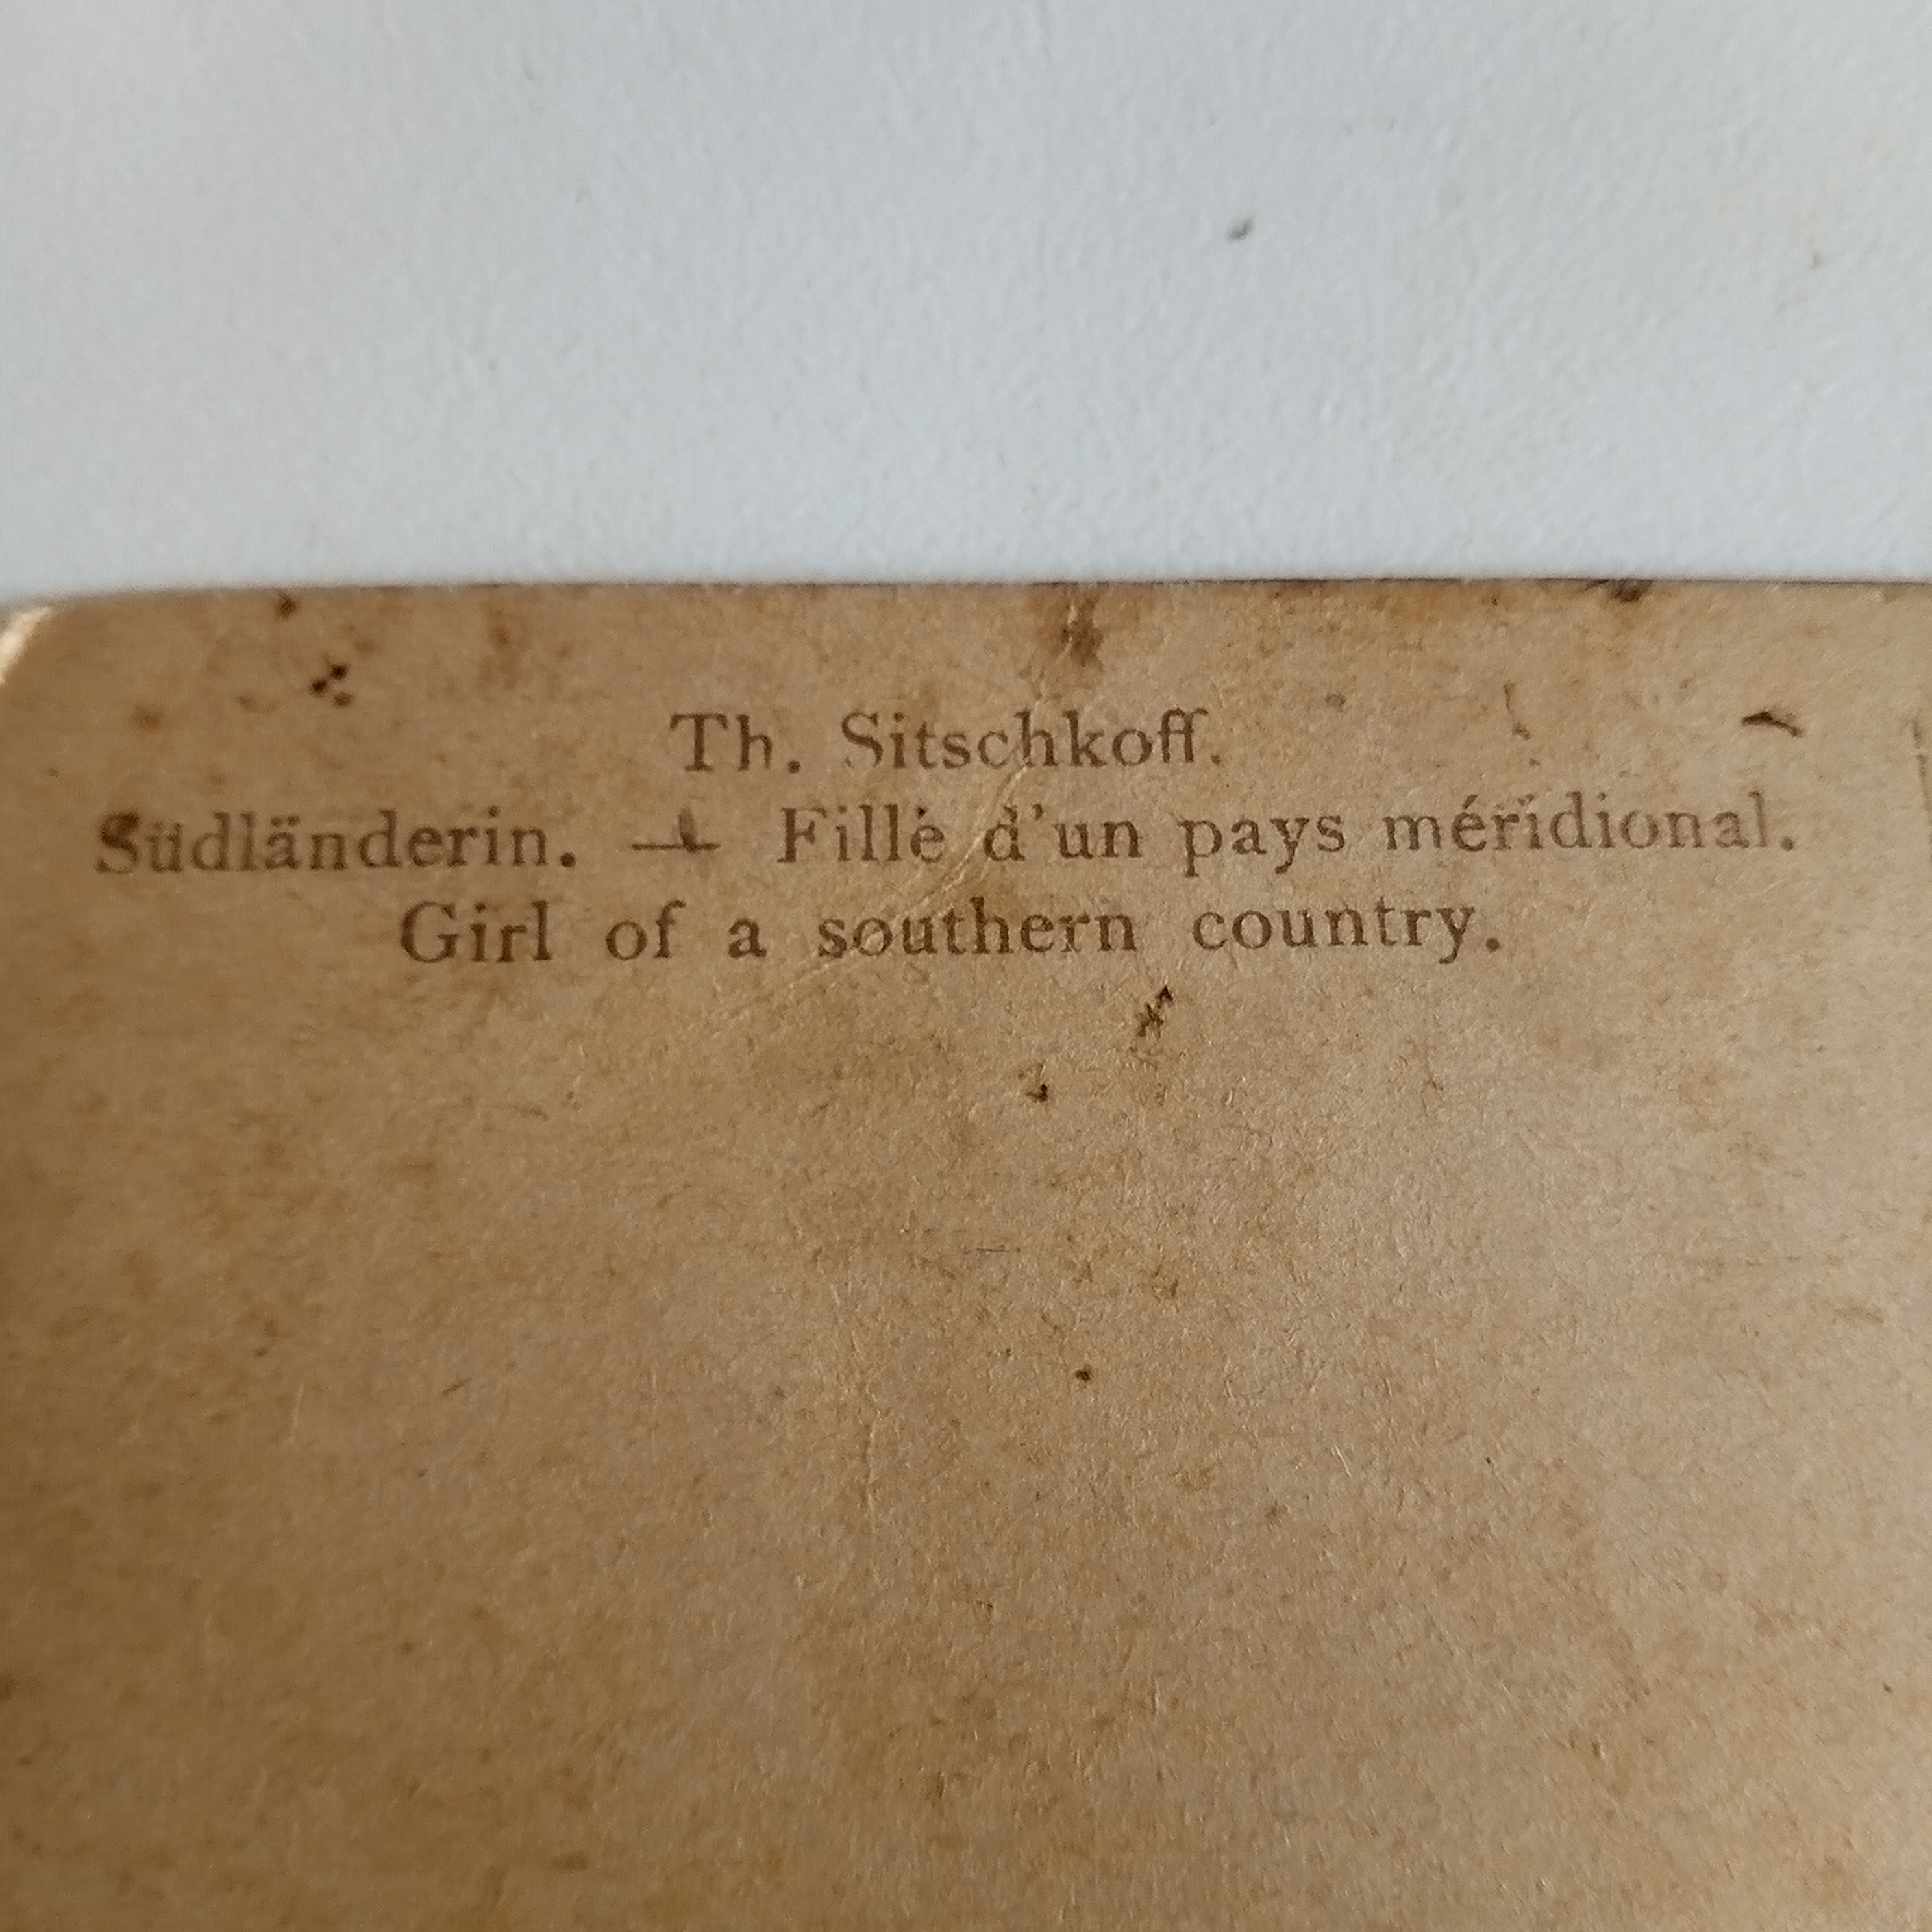 Th. Sitschkoff.
Südländerin. — Fille d'un pays méridional.
Girl of a southern country.